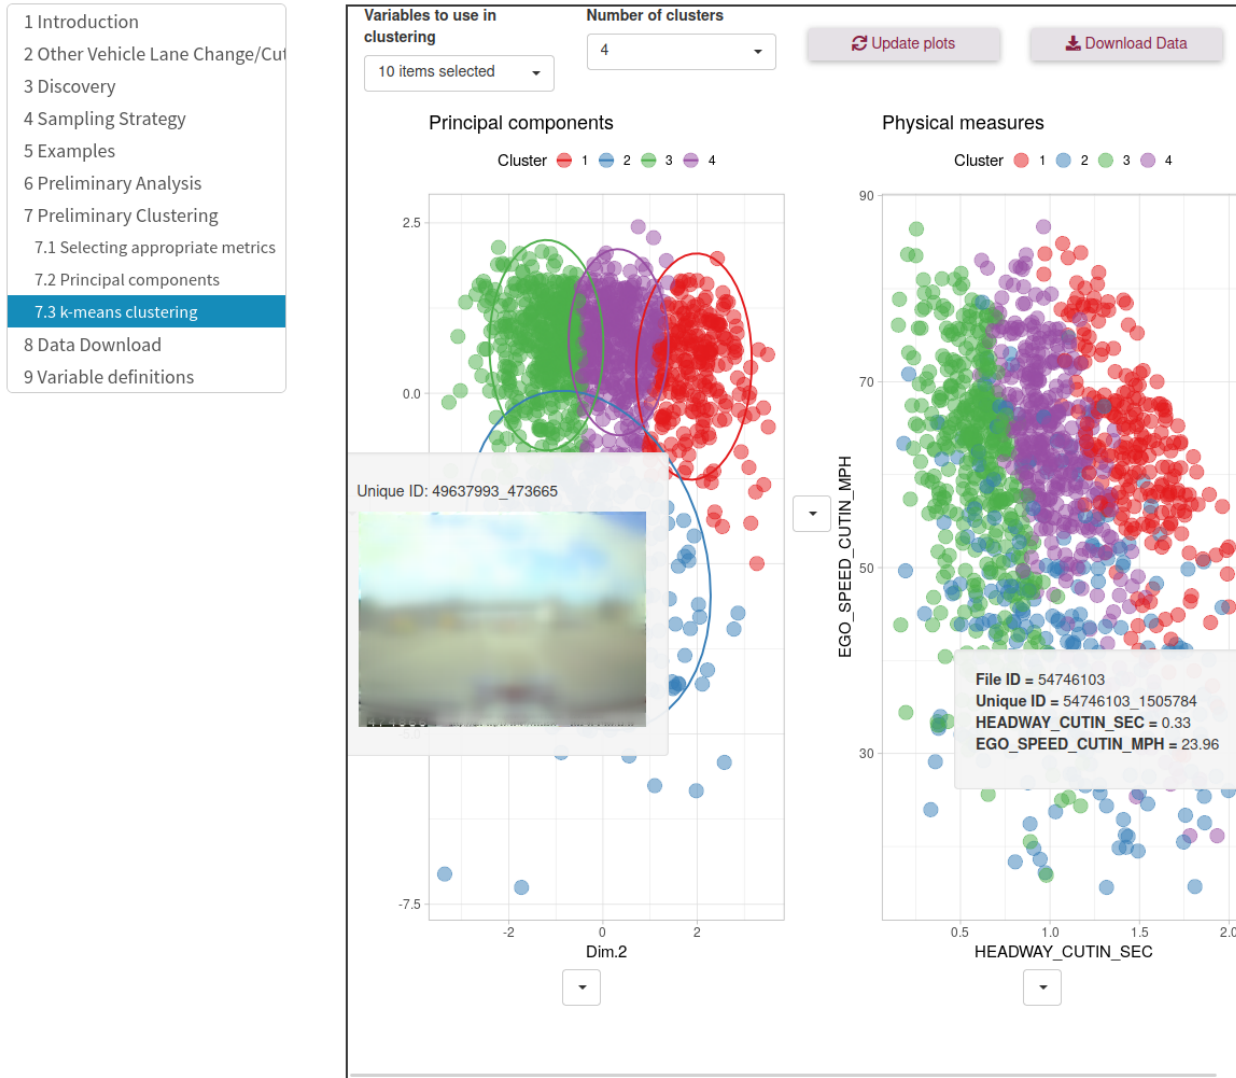 1 Introduction
2 Other Vehicle Lane Change/Cut
3 Discovery
4 Sampling Strategy
5 Examples
6 Preliminary Analysis
7 Preliminary Clustering
7.1 Selecting appropriate metrics
7.2 Principal components
7.3 k-means clustering
8 Data Download
9 Variable definitions
Variables to use in
clustering
10 items selected
Number of clusters
4
Update plots
Download Data
Principal components
Cluster 1 2 3 4
2.5
0.0
-7.5
-2 0 2
Dim.2
Unique ID: 49637993_473665
Physical measures
Cluster 1 2 3 4
90
70
50
30
EGO_SPEED_CUTIN_MPH
File ID = 54746103
Unique ID = 54746103_1505784
HEADWAY_CUTIN_SEC = 0.33
EGO_SPEED_CUTIN_MPH = 23.96
0.5 1.0 1.5 2.0
HEADWAY_CUTIN_SEC